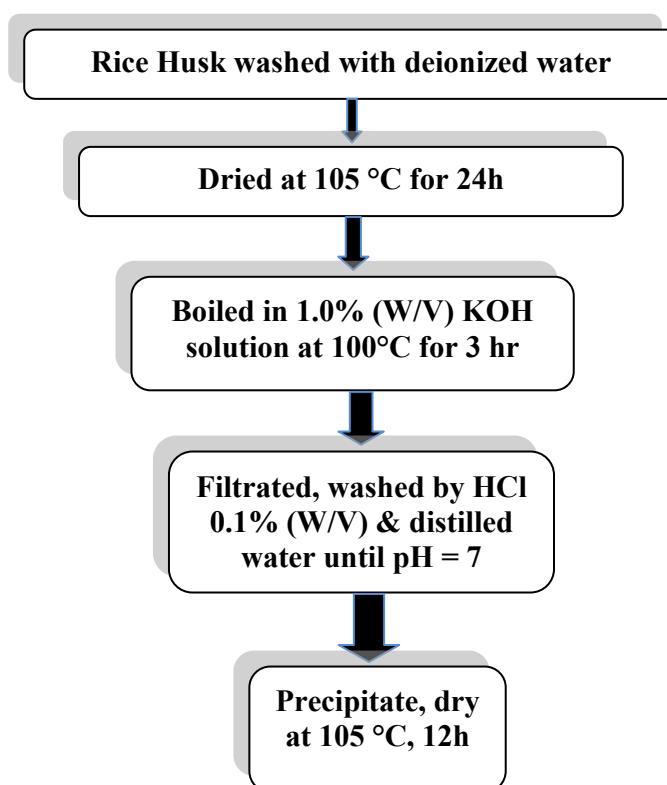 Rice Husk washed with deionized water
Dried at 105 °C for 24h
Boiled in 1.0% (W/V) KOH
solution at 100°C for 3 hr
Filtrated, washed by HCl
0.1% (W/V) & distilled
water until pH = 7
Precipitate, dry
at 105 °C, 12h